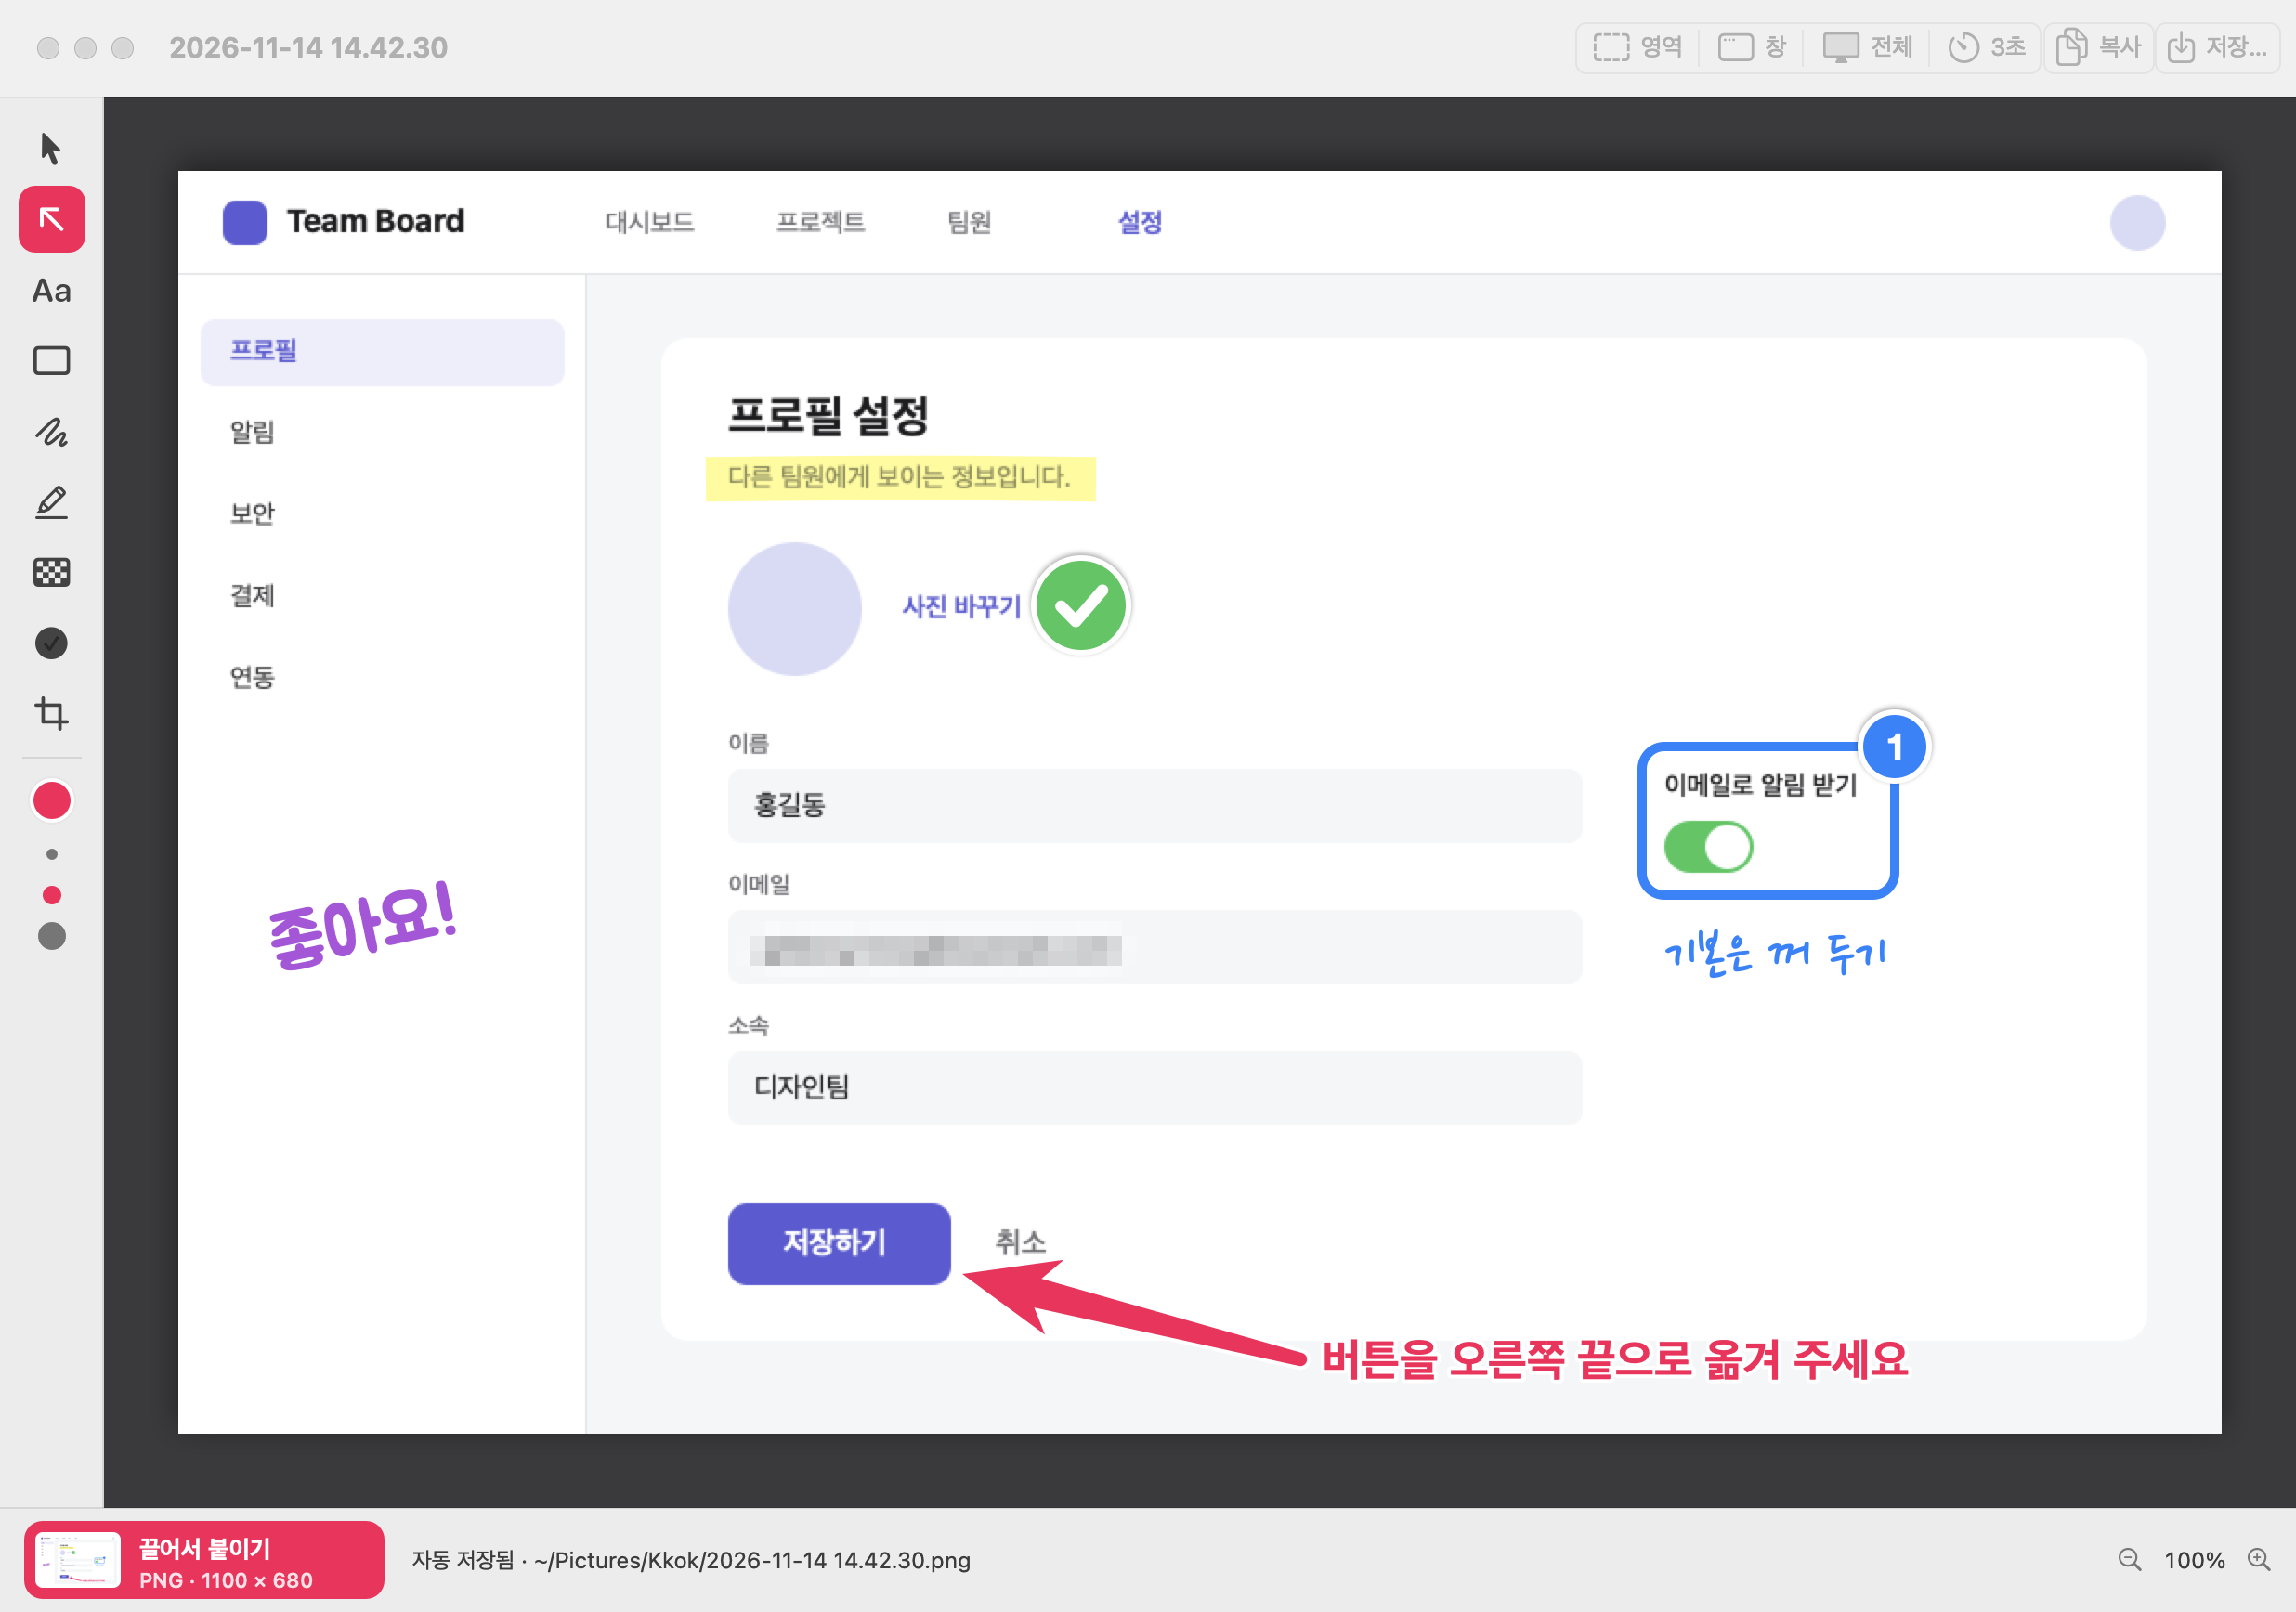 2026-11-14 14.42.30
영역 창 전체 3초 복사 저장...
Aa
Team Board 대시보드 프로젝트 팀원 설정
프로필
알림
보안
결제
연동
좋아요!
프로필 설정
다른 팀원에게 보이는 정보입니다.
사진 바꾸기
이름
홍길동
이메일
소속
디자인팀
1
이메일로 알림 받기
기본은 꺼 두기
저장하기 취소
버튼을 오른쪽 끝으로 옮겨 주세요
끌어서 붙이기
PNG · 1100 × 680
자동 저장됨 · ~/Pictures/Kkok/2026-11-14 14.42.30.png
100%